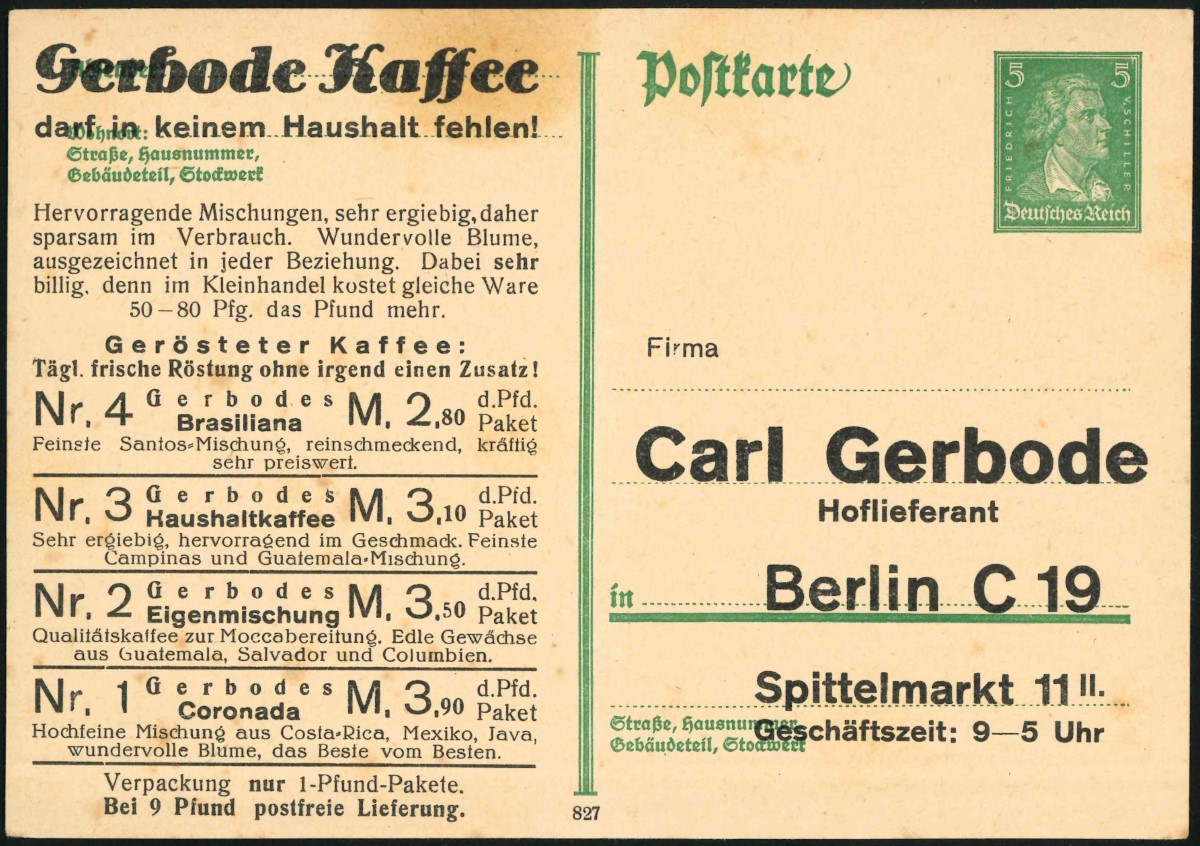 Gerbode Kaffee
darf in keinem Haushalt fehlen!
Wohnort:
Straße, Hausnummer,
Gebäudeteil, Stockwerk
Hervorragende Mischungen, sehr ergiebig, daher
sparsam im Verbrauch. Wundervolle Blume,
ausgezeichnet in jeder Beziehung. Dabei sehr
billig, denn im Kleinhandel kostet gleiche Ware
50–80 Pfg. das Pfund mehr.
Gerösteter Kaffee:
Tägl. frische Röstung ohne irgend einen Zusatz!
Nr. 4 Gerbodes Brasiliana M. 2,80 d.Pfd. Paket
Feinste Santos-Mischung, reinschmeckend, kräftig
sehr preiswert.
Nr. 3 Gerbodes Haushaltkaffee M. 3,10 d.Pfd. Paket
Sehr ergiebig, hervorragend im Geschmack. Feinste
Campinas und Guatemala-Mischung.
Nr. 2 Gerbodes Eigenmischung M. 3,50 d.Pfd. Paket
Qualitätskaffee zur Moccabereitung. Edle Gewächse
aus Guatemala, Salvador und Columbien.
Nr. 1 Gerbodes Coronada M. 3,90 d.Pfd. Paket
Hochfeine Mischung aus Costa-Rica, Mexiko, Java,
wundervolle Blume, das Beste vom Besten.
Verpackung nur 1-Pfund-Pakete.
Bei 9 Pfund postfreie Lieferung.
827
Postkarte
5 5
FRIEDRICH V. SCHILLER
Deutsches Reich
Firma
Carl Gerbode
Hoflieferant
in Berlin C 19
Spittelmarkt 11 II.
Straße, Hausnummer,
Geschäftszeit: 9—5 Uhr
Gebäudeteil, Stockwerk